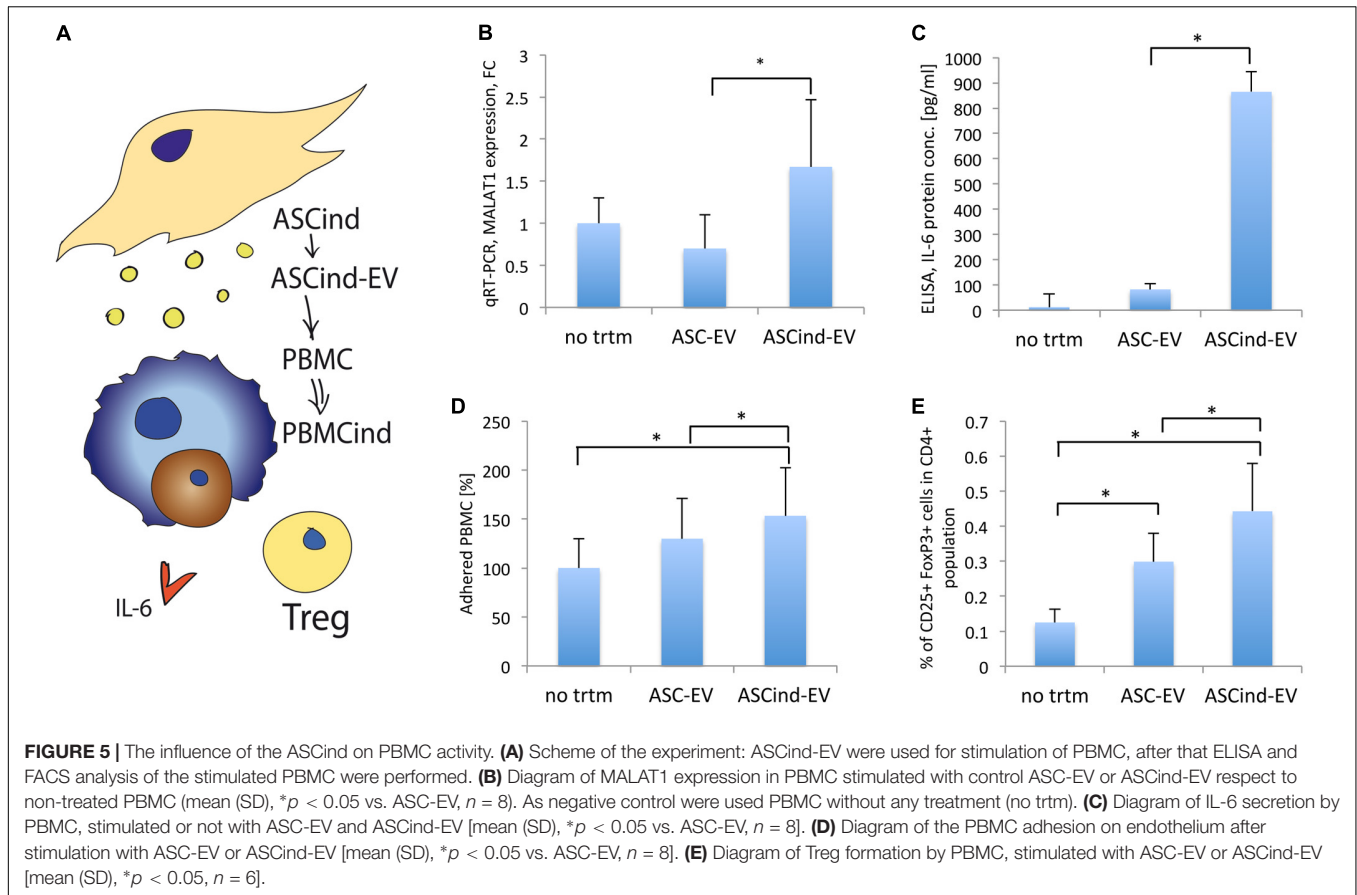 A
ASCind
ASCind-EV
PBMC
PBMCind
IL-6
Treg
B
qRT-PCR, MALAT1 expression, FC
3
2.5
2
1.5
1
0.5
0
*
no trtm
ASC-EV
ASCind-EV
C
ELISA, IL-6 protein conc. [pg/ml]
1000
900
800
700
600
500
400
300
200
100
0
*
no trtm
ASC-EV
ASCind-EV
D
Adhered PBMC [%]
250
200
150
100
50
0
*
*
no trtm
ASC-EV
ASCind-EV
E
% of CD25+ FoxP3+ cells in CD4+
population
0.7
0.6
0.5
0.4
0.3
0.2
0.1
0
*
*
*
no trtm
ASC-EV
ASCind-EV
FIGURE 5 | The influence of the ASCind on PBMC activity. (A) Scheme of the experiment: ASCind-EV were used for stimulation of PBMC, after that ELISA and
FACS analysis of the stimulated PBMC were performed. (B) Diagram of MALAT1 expression in PBMC stimulated with control ASC-EV or ASCind-EV respect to
non-treated PBMC (mean (SD), *p < 0.05 vs. ASC-EV, n = 8). As negative control were used PBMC without any treatment (no trtm). (C) Diagram of IL-6 secretion by
PBMC, stimulated or not with ASC-EV and ASCind-EV [mean (SD), *p < 0.05 vs. ASC-EV, n = 8]. (D) Diagram of the PBMC adhesion on endothelium after
stimulation with ASC-EV or ASCind-EV [mean (SD), *p < 0.05 vs. ASC-EV, n = 8]. (E) Diagram of Treg formation by PBMC, stimulated with ASC-EV or ASCind-EV
[mean (SD), *p < 0.05, n = 6].